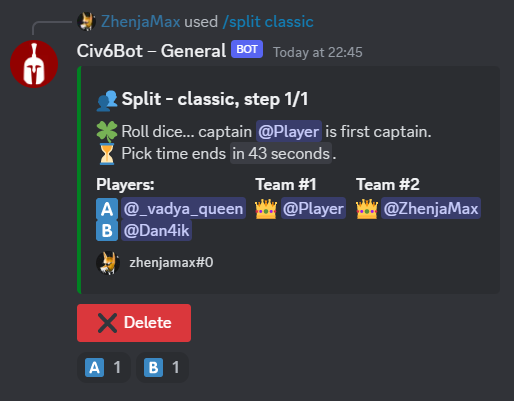 ZhenjaMax used /split classic
Civ6Bot – General BOT Today at 22:45
Split - classic, step 1/1
Roll dice... captain @Player is first captain.
Pick time ends in 43 seconds.
Players: Team #1 Team #2
A @_vadya_queen @Player @ZhenjaMax
B @Dan4ik
zhenjamax#0
Delete
A 1 B 1